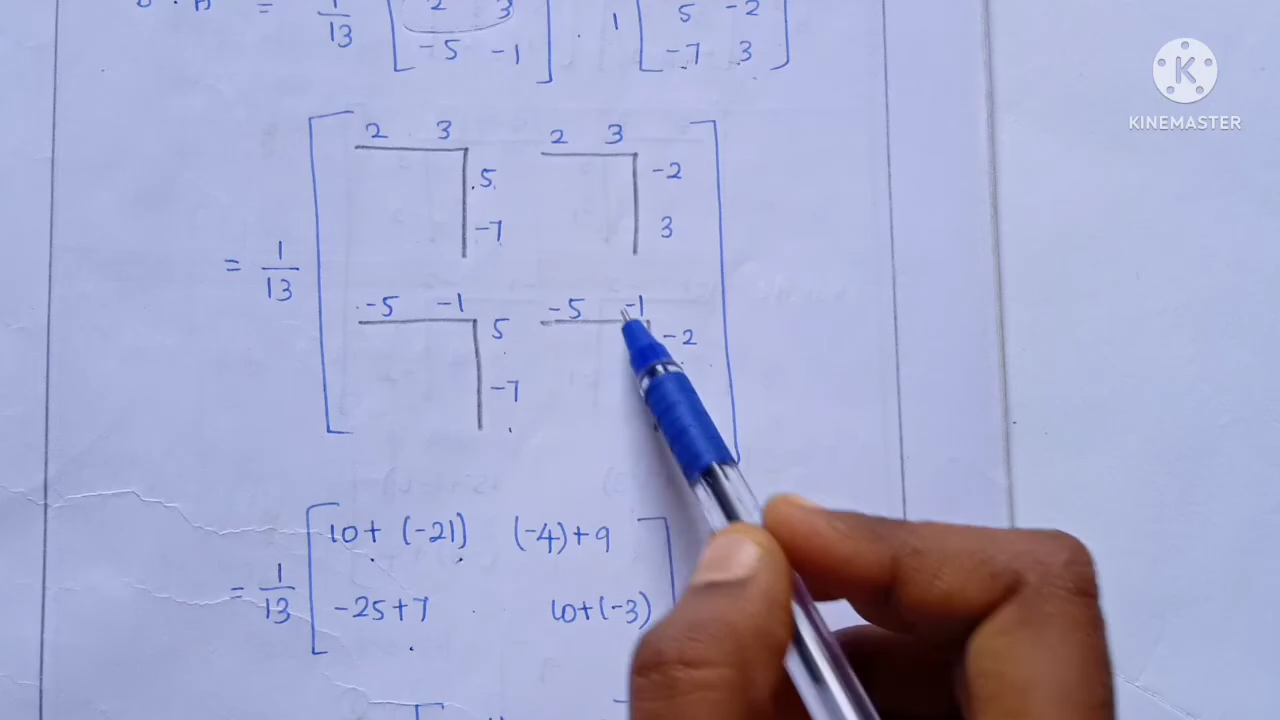 = 1/13 [ 2 3 . 1 [ 5 -2
-5 -1 ] -7 3 ]
KINEMASTER
2 3 2 3
5 -2
-7 3
= 1/13
-5 -1 -5 -1
5 -2
-7
= 1/13 [ 10+(-21) (-4)+9
-25+7 10+(-3) ]